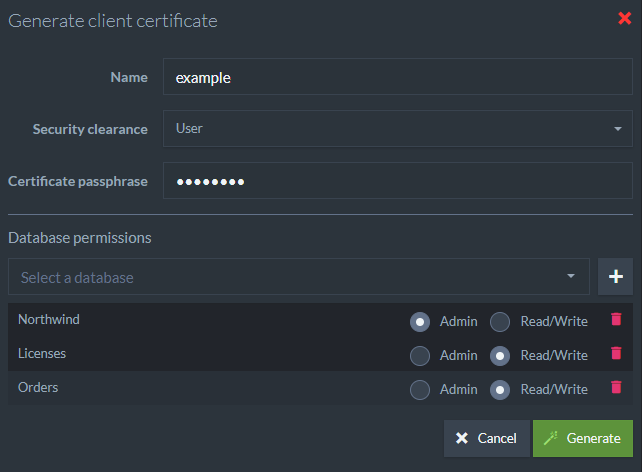 Generate client certificate
Name example
Security clearance User
Certificate passphrase ●●●●●●●●
Database permissions
Select a database
Northwind Admin Read/Write
Licenses Admin Read/Write
Orders Admin Read/Write
Cancel Generate